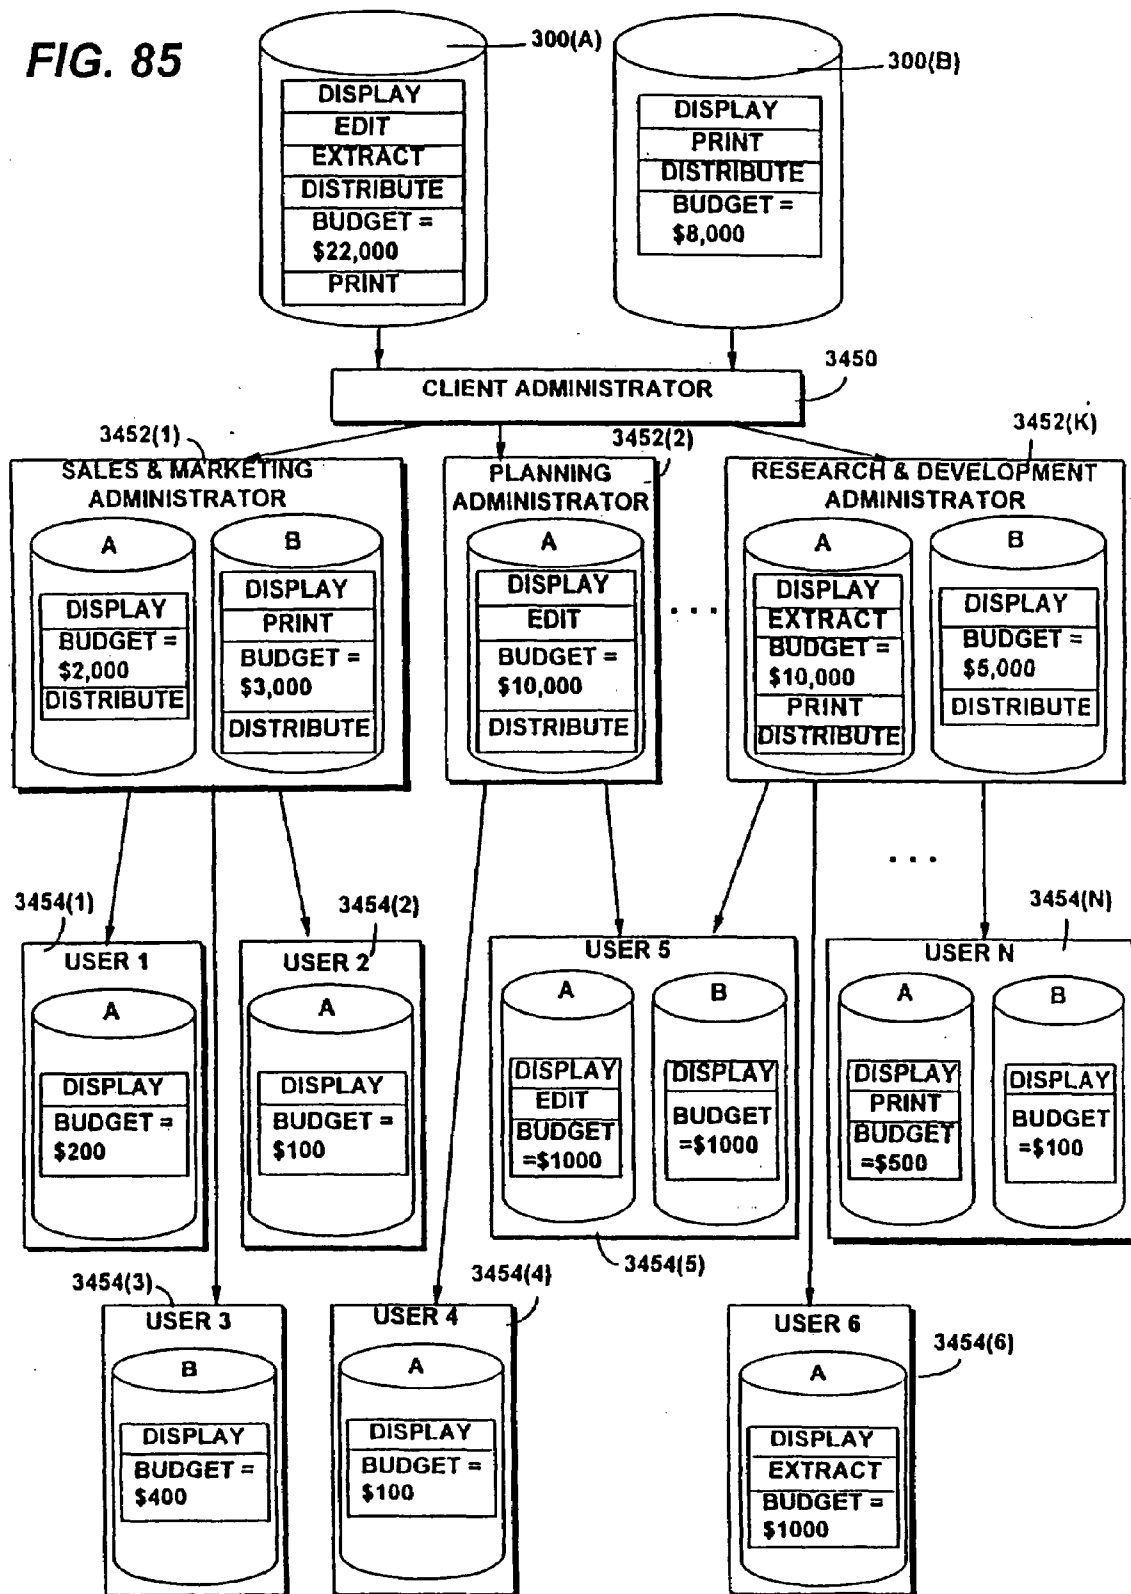 FIG. 85
300(A)
300(B)
DISPLAY
EDIT
EXTRACT
DISTRIBUTE
BUDGET =
$22,000
PRINT
DISPLAY
PRINT
DISTRIBUTE
BUDGET =
$8,000
3450
CLIENT ADMINISTRATOR
3452(1)
SALES & MARKETING
ADMINISTRATOR
A
DISPLAY
BUDGET =
$2,000
DISTRIBUTE
B
DISPLAY
PRINT
BUDGET =
$3,000
DISTRIBUTE
3452(2)
PLANNING
ADMINISTRATOR
A
DISPLAY
EDIT
BUDGET =
$10,000
DISTRIBUTE
. . .
3452(K)
RESEARCH & DEVELOPMENT
ADMINISTRATOR
A
DISPLAY
EXTRACT
BUDGET =
$10,000
PRINT
DISTRIBUTE
B
DISPLAY
BUDGET =
$5,000
DISTRIBUTE
. . .
3454(1)
USER 1
A
DISPLAY
BUDGET =
$200
3454(2)
USER 2
A
DISPLAY
BUDGET =
$100
USER 5
A
DISPLAY
EDIT
BUDGET
=$1000
B
DISPLAY
BUDGET
=$1000
3454(5)
3454(N)
USER N
A
DISPLAY
PRINT
BUDGET
=$500
B
DISPLAY
BUDGET
=$100
3454(3)
USER 3
B
DISPLAY
BUDGET =
$400
3454(4)
USER 4
A
DISPLAY
BUDGET =
$100
USER 6
3454(6)
A
DISPLAY
EXTRACT
BUDGET =
$1000